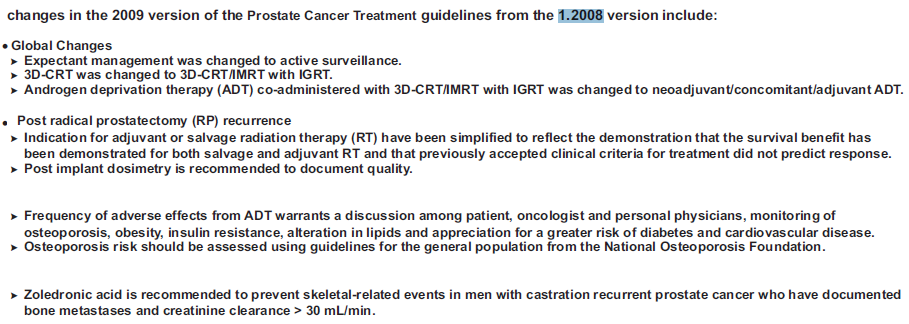 changes in the 2009 version of the Prostate Cancer Treatment guidelines from the 1.2008 version include:
• Global Changes
➤ Expectant management was changed to active surveillance.
➤ 3D-CRT was changed to 3D-CRT/IMRT with IGRT.
➤ Androgen deprivation therapy (ADT) co-administered with 3D-CRT/IMRT with IGRT was changed to neoadjuvant/concomitant/adjuvant ADT.
• Post radical prostatectomy (RP) recurrence
➤ Indication for adjuvant or salvage radiation therapy (RT) have been simplified to reflect the demonstration that the survival benefit has
been demonstrated for both salvage and adjuvant RT and that previously accepted clinical criteria for treatment did not predict response.
➤ Post implant dosimetry is recommended to document quality.
➤ Frequency of adverse effects from ADT warrants a discussion among patient, oncologist and personal physicians, monitoring of
osteoporosis, obesity, insulin resistance, alteration in lipids and appreciation for a greater risk of diabetes and cardiovascular disease.
➤ Osteoporosis risk should be assessed using guidelines for the general population from the National Osteoporosis Foundation.
➤ Zoledronic acid is recommended to prevent skeletal-related events in men with castration recurrent prostate cancer who have documented
bone metastases and creatinine clearance > 30 mL/min.